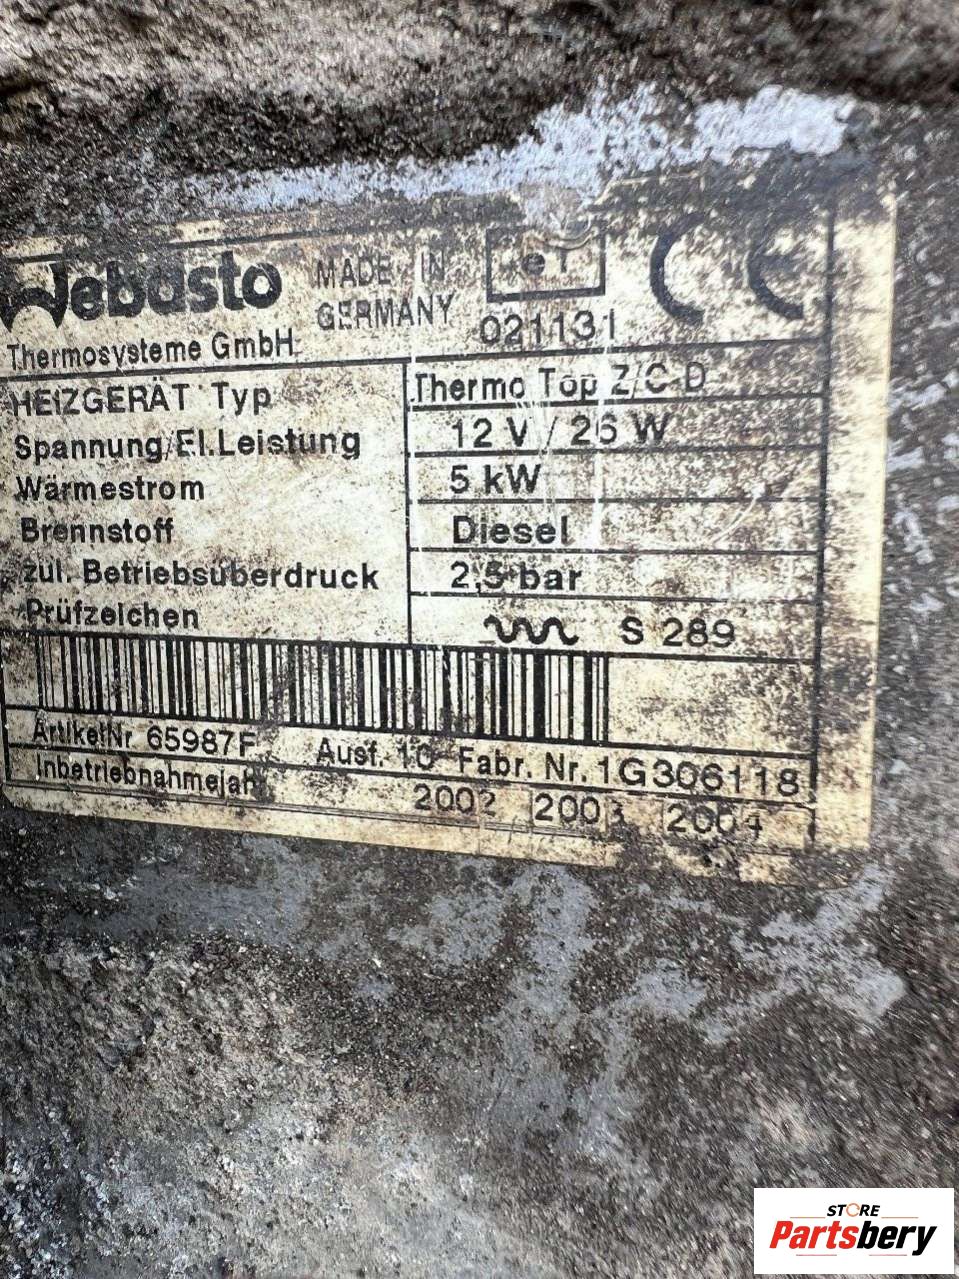 Webasto
MADE IN
GERMANY
e1
021131
Thermosysteme GmbH
HEIZGERÄT Typ Thermo Top Z/C-D
Spannung/El.Leistung 12 V / 26 W
Wärmestrom 5 kW
Brennstoff Diesel
zul. Betriebsüberdruck 2,5 bar
Prüfzeichen S 289
ArtikelNr 65987F Ausf. 10 Fabr. Nr. 1G306118
Inbetriebnahmejahr 2002 2003 2004
STORE
Partsbery